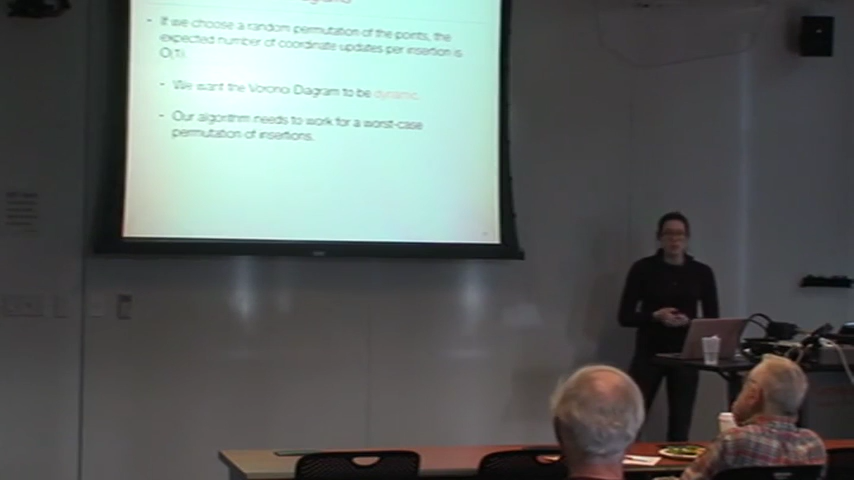 - If we choose a random permutation of the points, the
expected number of coordinate updates per insertion is
O(1).
- We want the Voronoi Diagram to be dynamic.
- Our algorithm needs to work for a worst-case
permutation of insertions.